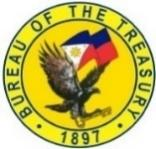 BUREAU OF THE TREASURY
1897